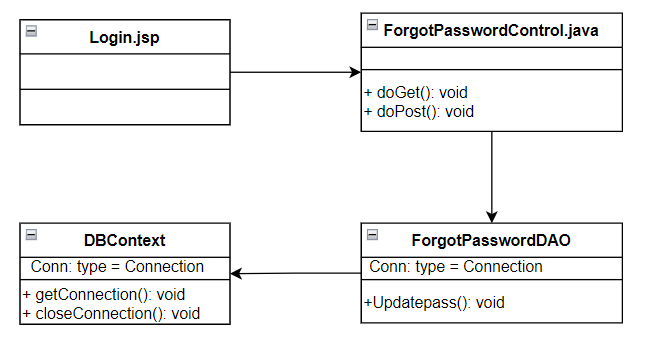 Login.jsp
ForgotPasswordControl.java
+ doGet(): void
+ doPost(): void
DBContext
Conn: type = Connection
+ getConnection(): void
+ closeConnection(): void
ForgotPasswordDAO
Conn: type = Connection
+Updatepass(): void